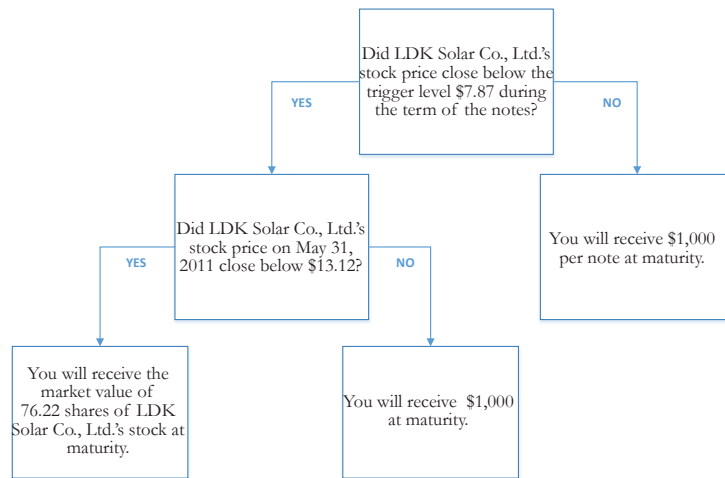 Did LDK Solar Co., Ltd.'s
stock price close below the
trigger level $7.87 during
the term of the notes?
YES
NO
Did LDK Solar Co., Ltd.'s
stock price on May 31,
2011 close below $13.12?
You will receive $1,000
per note at maturity.
YES
NO
You will receive the
market value of
76.22 shares of LDK
Solar Co., Ltd.'s stock at
maturity.
You will receive $1,000
at maturity.